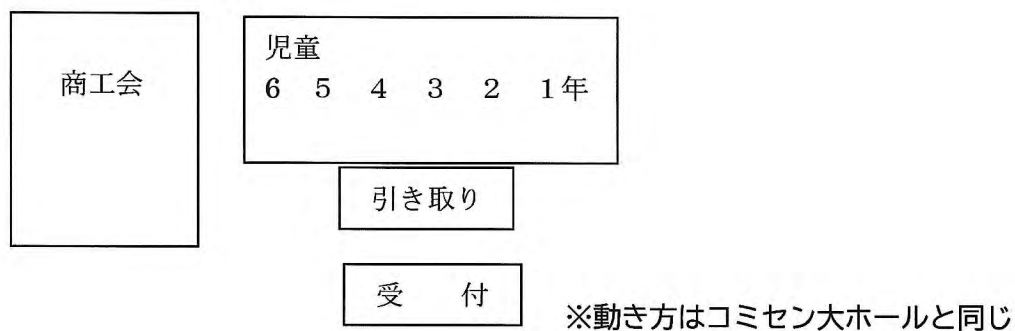 商工会
児童
6 5 4 3 2 1年
引き取り
受 付
※動き方はコミセン大ホールと同じ